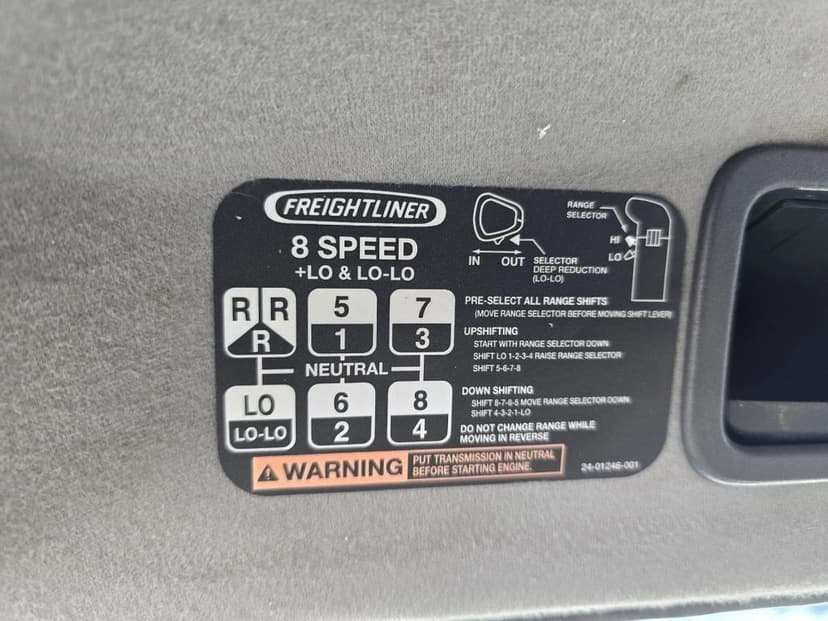 FREIGHTLINER
8 SPEED
+LO & LO-LO
R R
R
5
1
7
3
NEUTRAL
LO
LO-LO
6
2
8
4
IN OUT
SELECTOR
DEEP REDUCTION
(LO-LO)
RANGE
SELECTOR
HI
LO
PRE-SELECT ALL RANGE SHIFTS
(MOVE RANGE SELECTOR BEFORE MOVING SHIFT LEVER)
UPSHIFTING
START WITH RANGE SELECTOR DOWN
SHIFT LO 1-2-3-4 RAISE RANGE SELECTOR
SHIFT 5-6-7-8
DOWN SHIFTING
SHIFT 8-7-6-5 MOVE RANGE SELECTOR DOWN
SHIFT 4-3-2-1-LO
DO NOT CHANGE RANGE WHILE
MOVING IN REVERSE
WARNING
PUT TRANSMISSION IN NEUTRAL
BEFORE STARTING ENGINE.
24-01246-001